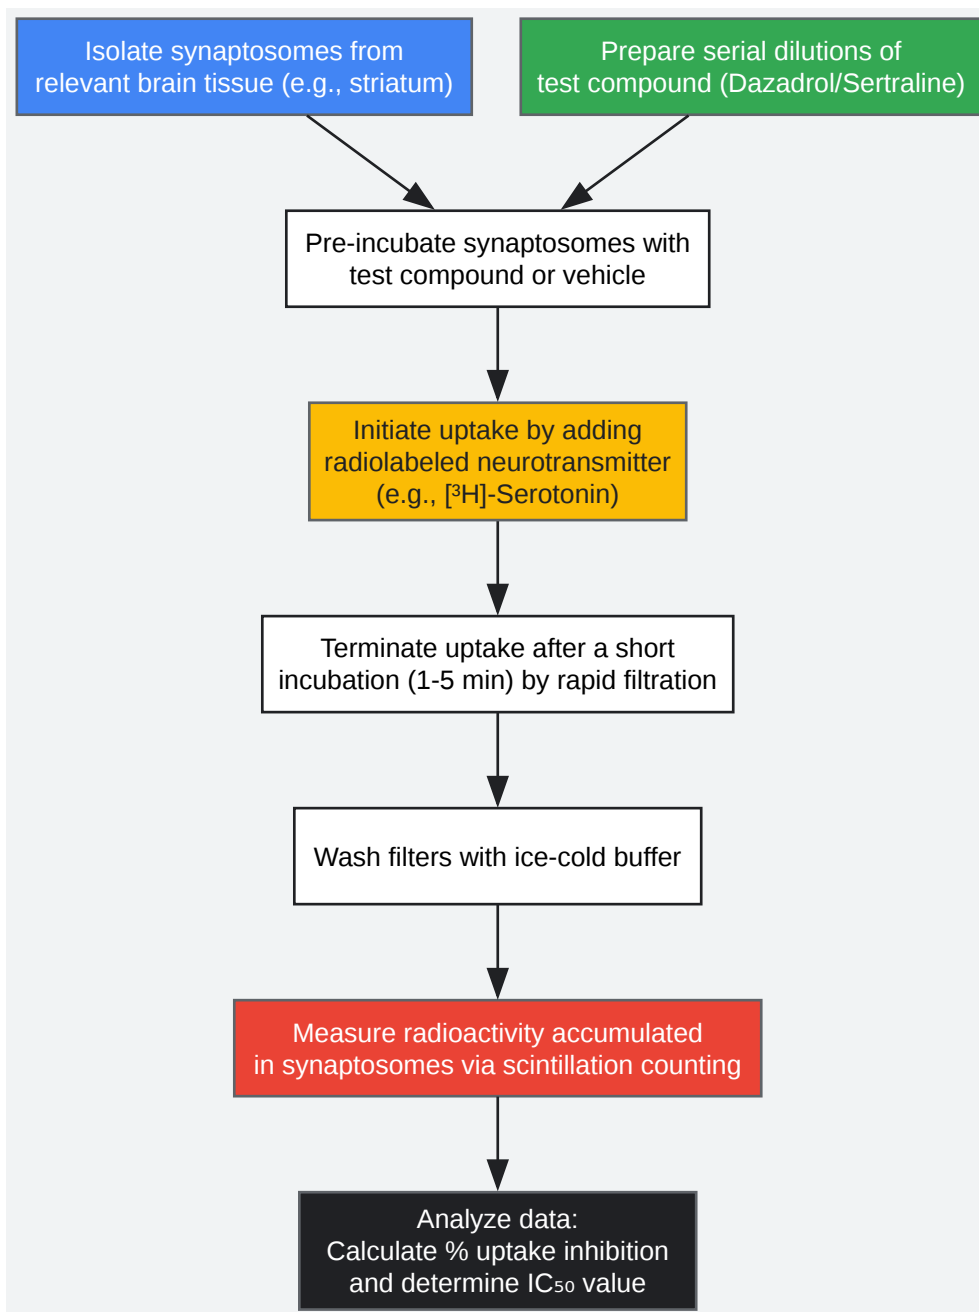 Isolate synaptosomes from
relevant brain tissue (e.g., striatum)
Prepare serial dilutions of
test compound (Dazadrol/Sertraline)
Pre-incubate synaptosomes with
test compound or vehicle
Initiate uptake by adding
radiolabeled neurotransmitter
(e.g., [³H]-Serotonin)
Terminate uptake after a short
incubation (1-5 min) by rapid filtration
Wash filters with ice-cold buffer
Measure radioactivity accumulated
in synaptosomes via scintillation counting
Analyze data:
Calculate % uptake inhibition
and determine IC₅₀ value